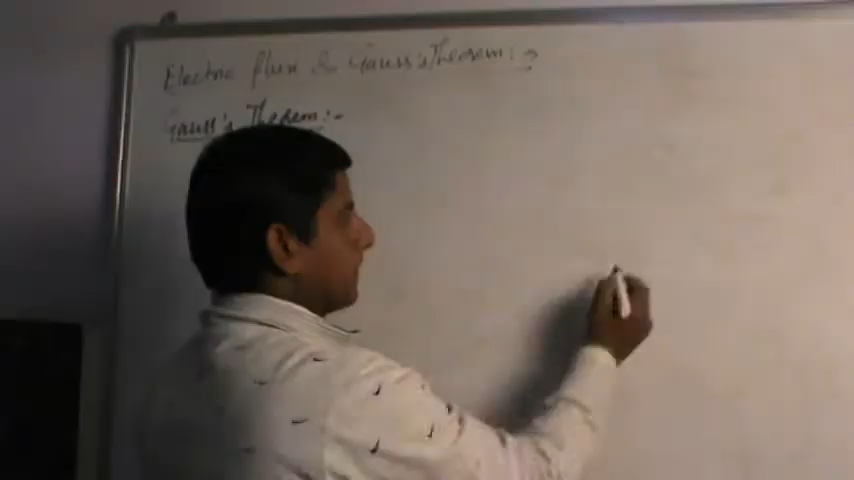 Electric flux & Gauss's Theorem :→
Gauss's Theorem :-